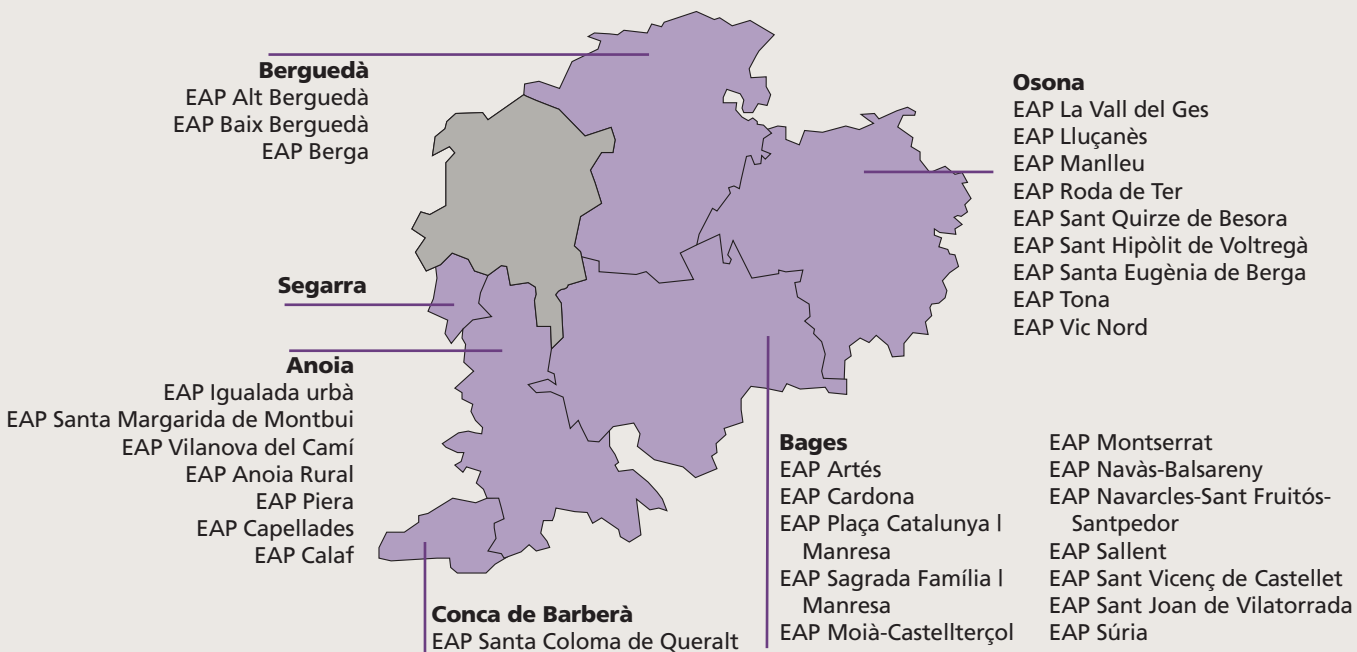 Berguedà
EAP Alt Berguedà
EAP Baix Berguedà
EAP Berga
Segarra
Anoia
EAP Igualada urbà
EAP Santa Margarida de Montbui
EAP Vilanova del Camí
EAP Anoia Rural
EAP Piera
EAP Capellades
EAP Calaf
Conca de Barberà
EAP Santa Coloma de Queralt
Osona
EAP La Vall del Ges
EAP Lluçanès
EAP Manlleu
EAP Roda de Ter
EAP Sant Quirze de Besora
EAP Sant Hipòlit de Voltregà
EAP Santa Eugènia de Berga
EAP Tona
EAP Vic Nord
Bages
EAP Artés
EAP Cardona
EAP Plaça Catalunya l
Manresa
EAP Sagrada Família l
Manresa
EAP Moià-Castellterçol
EAP Montserrat
EAP Navàs-Balsareny
EAP Navarcles-Sant Fruitós-
Santpedor
EAP Sallent
EAP Sant Vicenç de Castellet
EAP Sant Joan de Vilatorrada
EAP Súria